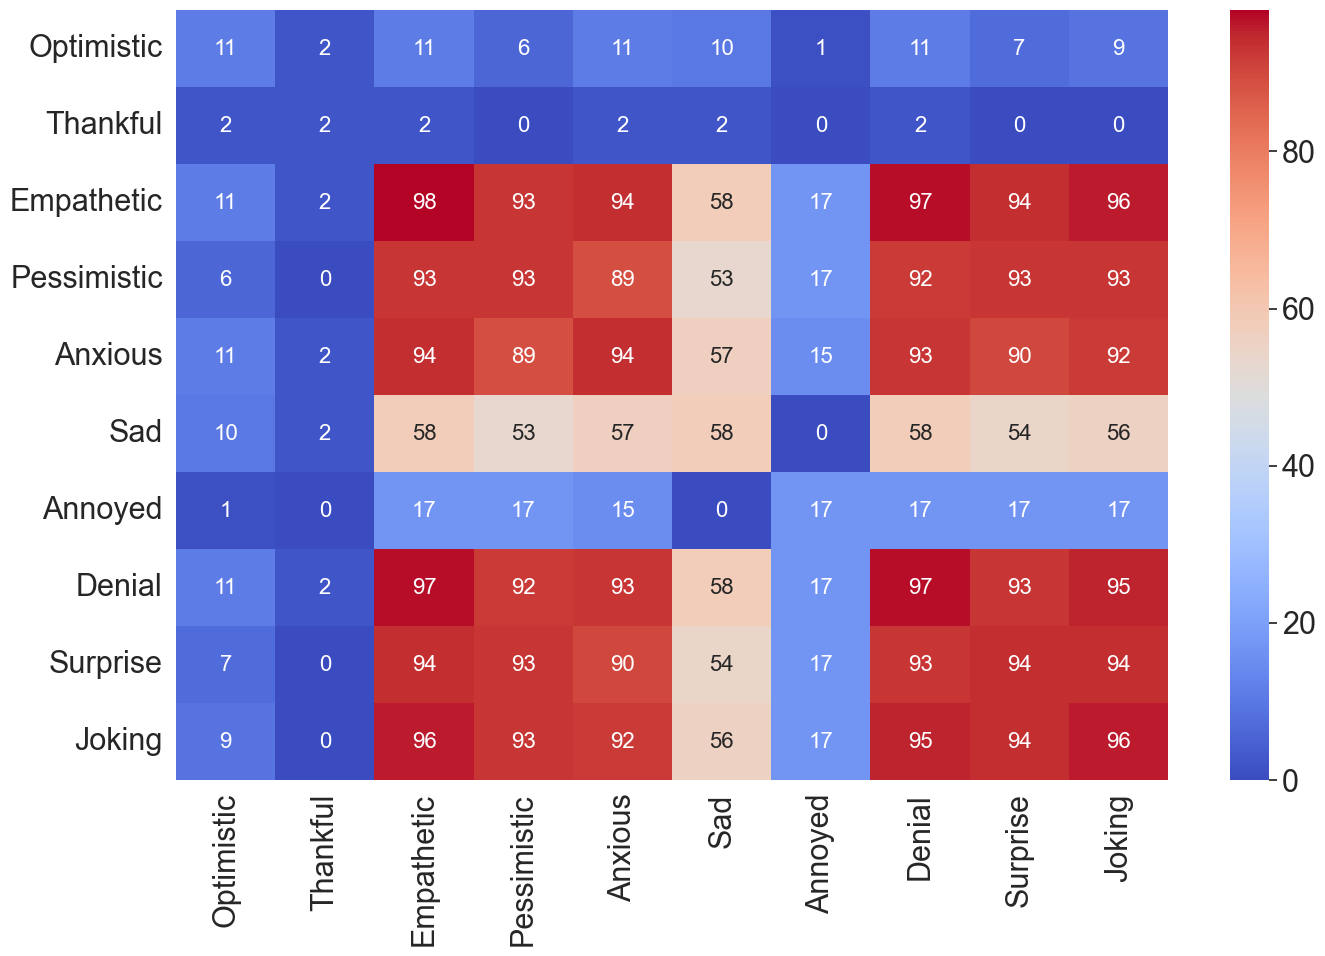 Optimistic 11 2 11 6 11 10 1 11 7 9
Thankful 2 2 2 0 2 2 0 2 0 0
80
Empathetic 11 2 98 93 94 58 17 97 94 96
Pessimistic 6 0 93 93 89 53 17 92 93 93
60
Anxious 11 2 94 89 94 57 15 93 90 92
Sad 10 2 58 53 57 58 0 58 54 56
40
Annoyed 1 0 17 17 15 0 17 17 17 17
Denial 11 2 97 92 93 58 17 97 93 95
20
Surprise 7 0 94 93 90 54 17 93 94 94
Joking 9 0 96 93 92 56 17 95 94 96
0
Optimistic
Thankful
Empathetic
Pessimistic
Anxious
Sad
Annoyed
Denial
Surprise
Joking